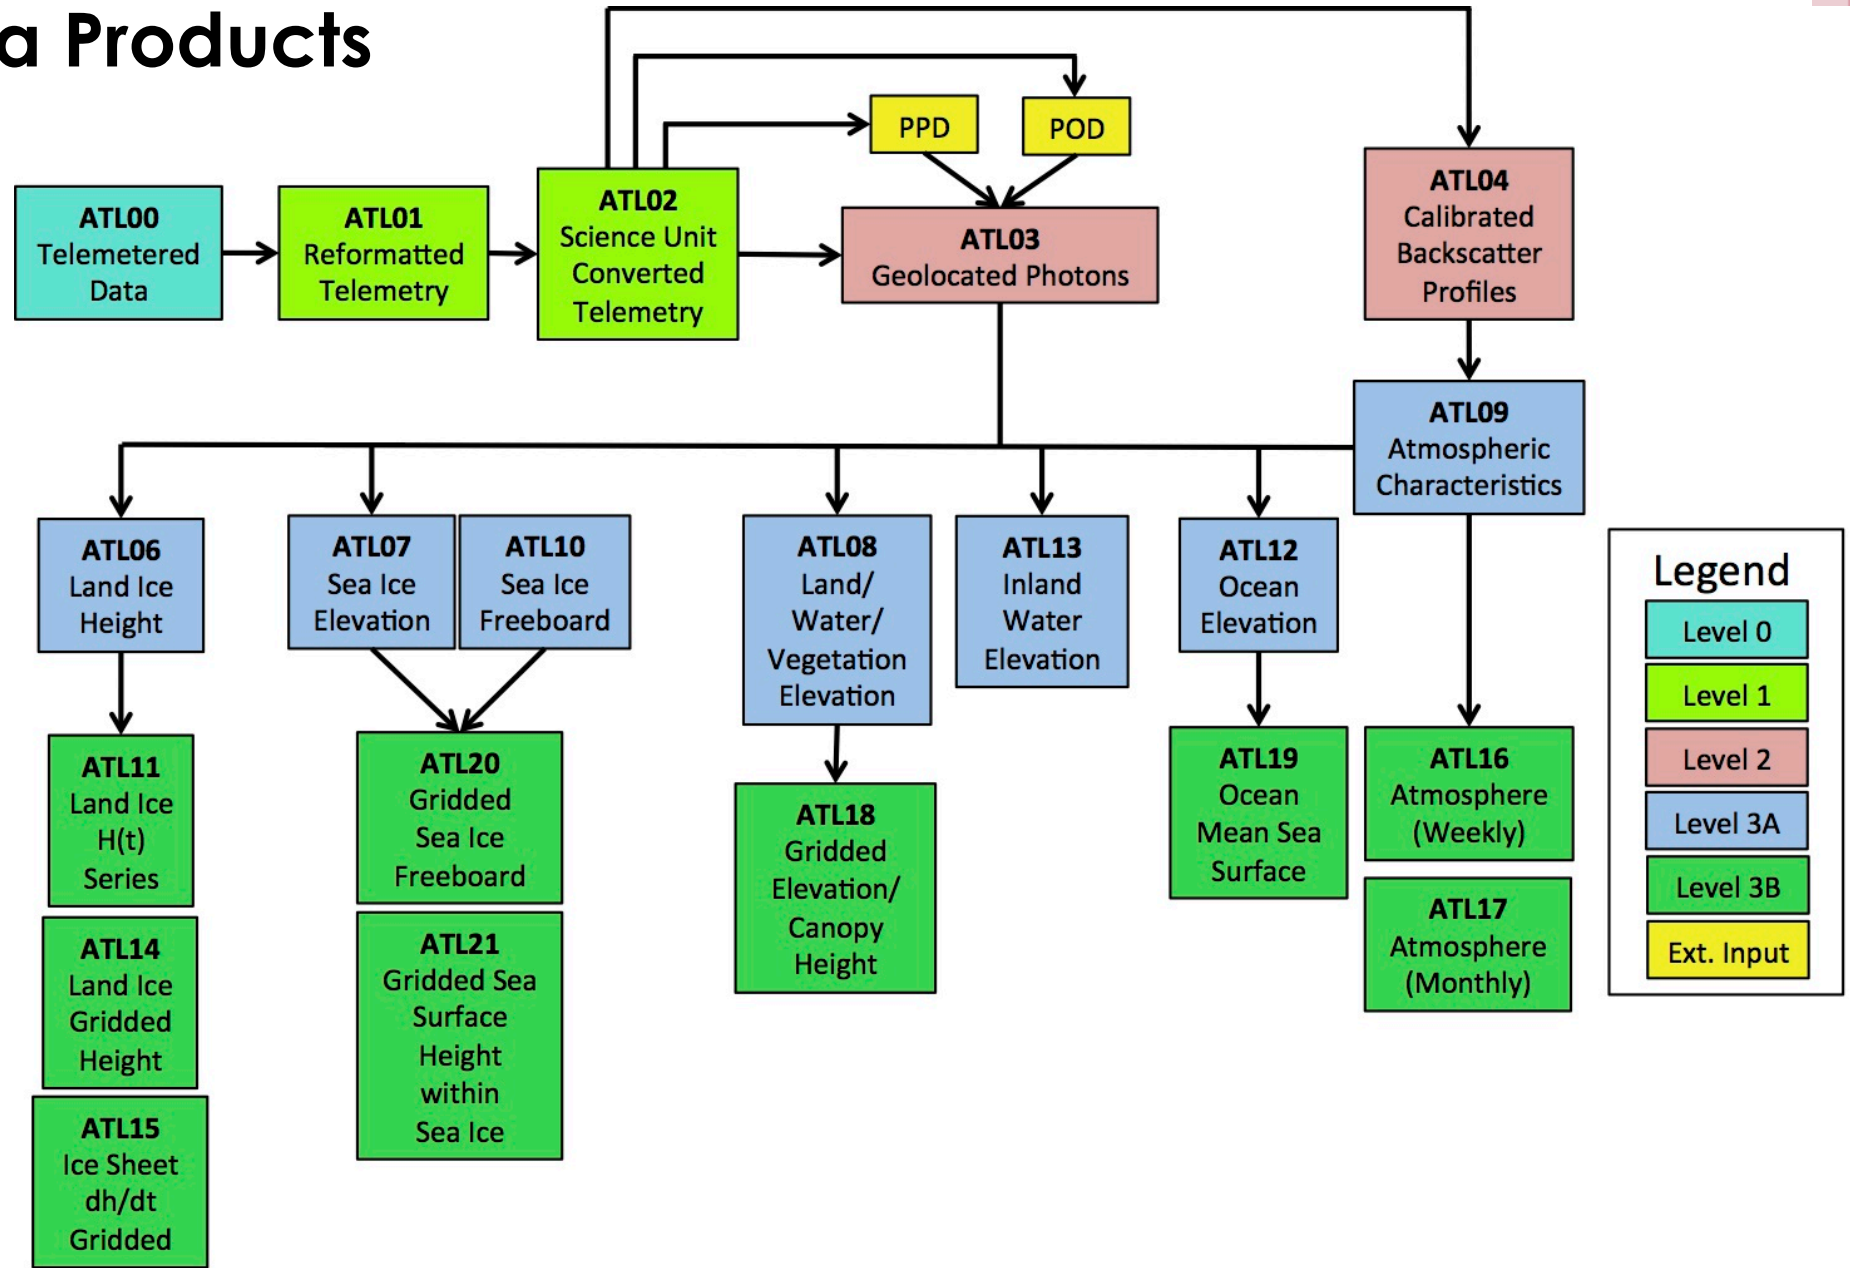 a Products
PPD
POD
ATL00
Telemetered
Data
ATL01
Reformatted
Telemetry
ATL02
Science Unit
Converted
Telemetry
ATL03
Geolocated Photons
ATL04
Calibrated
Backscatter
Profiles
ATL09
Atmospheric
Characteristics
ATL06
Land Ice
Height
ATL07
Sea Ice
Elevation
ATL10
Sea Ice
Freeboard
ATL08
Land/
Water/
Vegetation
Elevation
ATL13
Inland
Water
Elevation
ATL12
Ocean
Elevation
ATL11
Land Ice
H(t)
Series
ATL14
Land Ice
Gridded
Height
ATL15
Ice Sheet
dh/dt
Gridded
ATL20
Gridded
Sea Ice
Freeboard
ATL21
Gridded Sea
Surface
Height
within
Sea Ice
ATL18
Gridded
Elevation/
Canopy
Height
ATL19
Ocean
Mean Sea
Surface
ATL16
Atmosphere
(Weekly)
ATL17
Atmosphere
(Monthly)
Legend
Level 0
Level 1
Level 2
Level 3A
Level 3B
Ext. Input